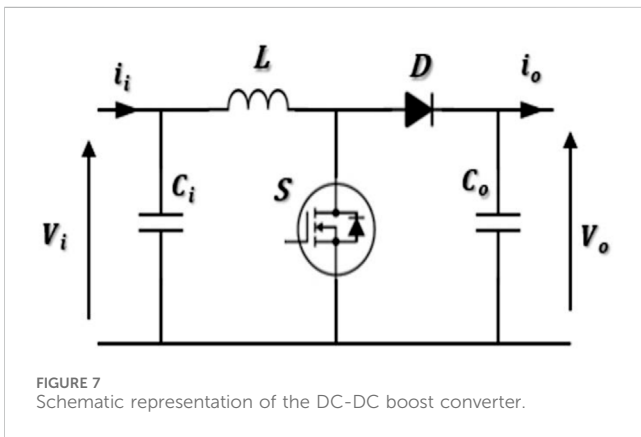 i_i
L
D
i_o
C_i
S
C_o
V_i
V_o
FIGURE 7
Schematic representation of the DC-DC boost converter.